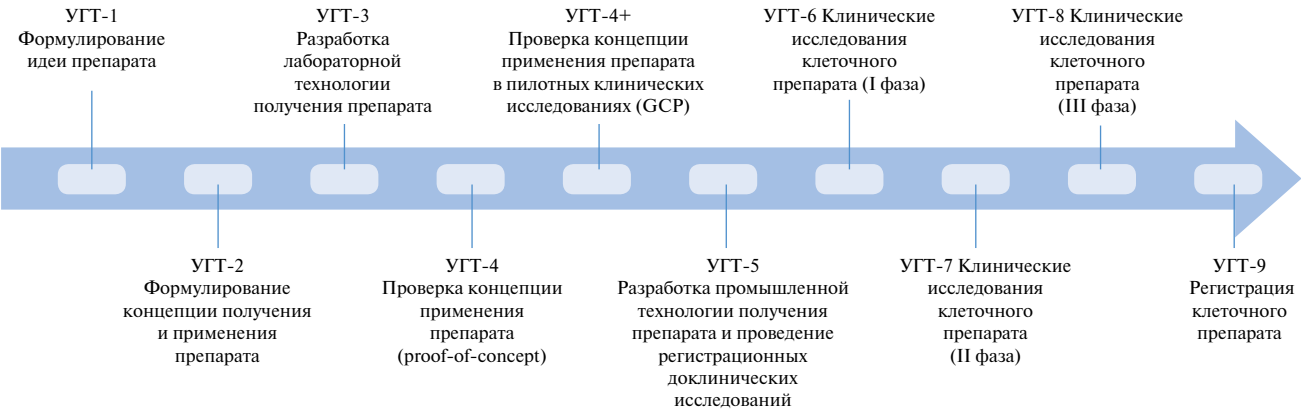 УГТ-1
Формулирование
идеи препарата
УГТ-3
Разработка
лабораторной
технологии
получения препарата
УГТ-4+
Проверка концепции
применения препарата
в пилотных клинических
исследованиях (GCP)
УГТ-6 Клинические
исследования
клеточного
препарата (I фаза)
УГТ-8 Клинические
исследования
клеточного
препарата
(III фаза)
УГТ-2
Формулирование
концепции получения
и применения
препарата
УГТ-4
Проверка концепции
применения
препарата
(proof-of-concept)
УГТ-5
Разработка промышленной
технологии получения
препарата и проведение
регистрационных
доклинических
исследований
УГТ-7 Клинические
исследования
клеточного
препарата
(II фаза)
УГТ-9
Регистрация
клеточного
препарата